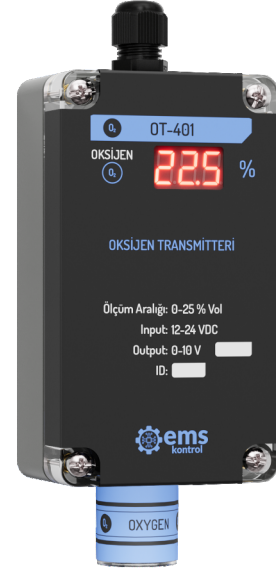 O₂ OT-401
OKSİJEN
O₂
22.5 %
OKSİJEN TRANSMİTTERİ
Ölçüm Aralığı: 0-25 % Vol
Input: 12-24 VDC
Output: 0-10 V
ID:
ems
kontrol
O₂ OXYGEN